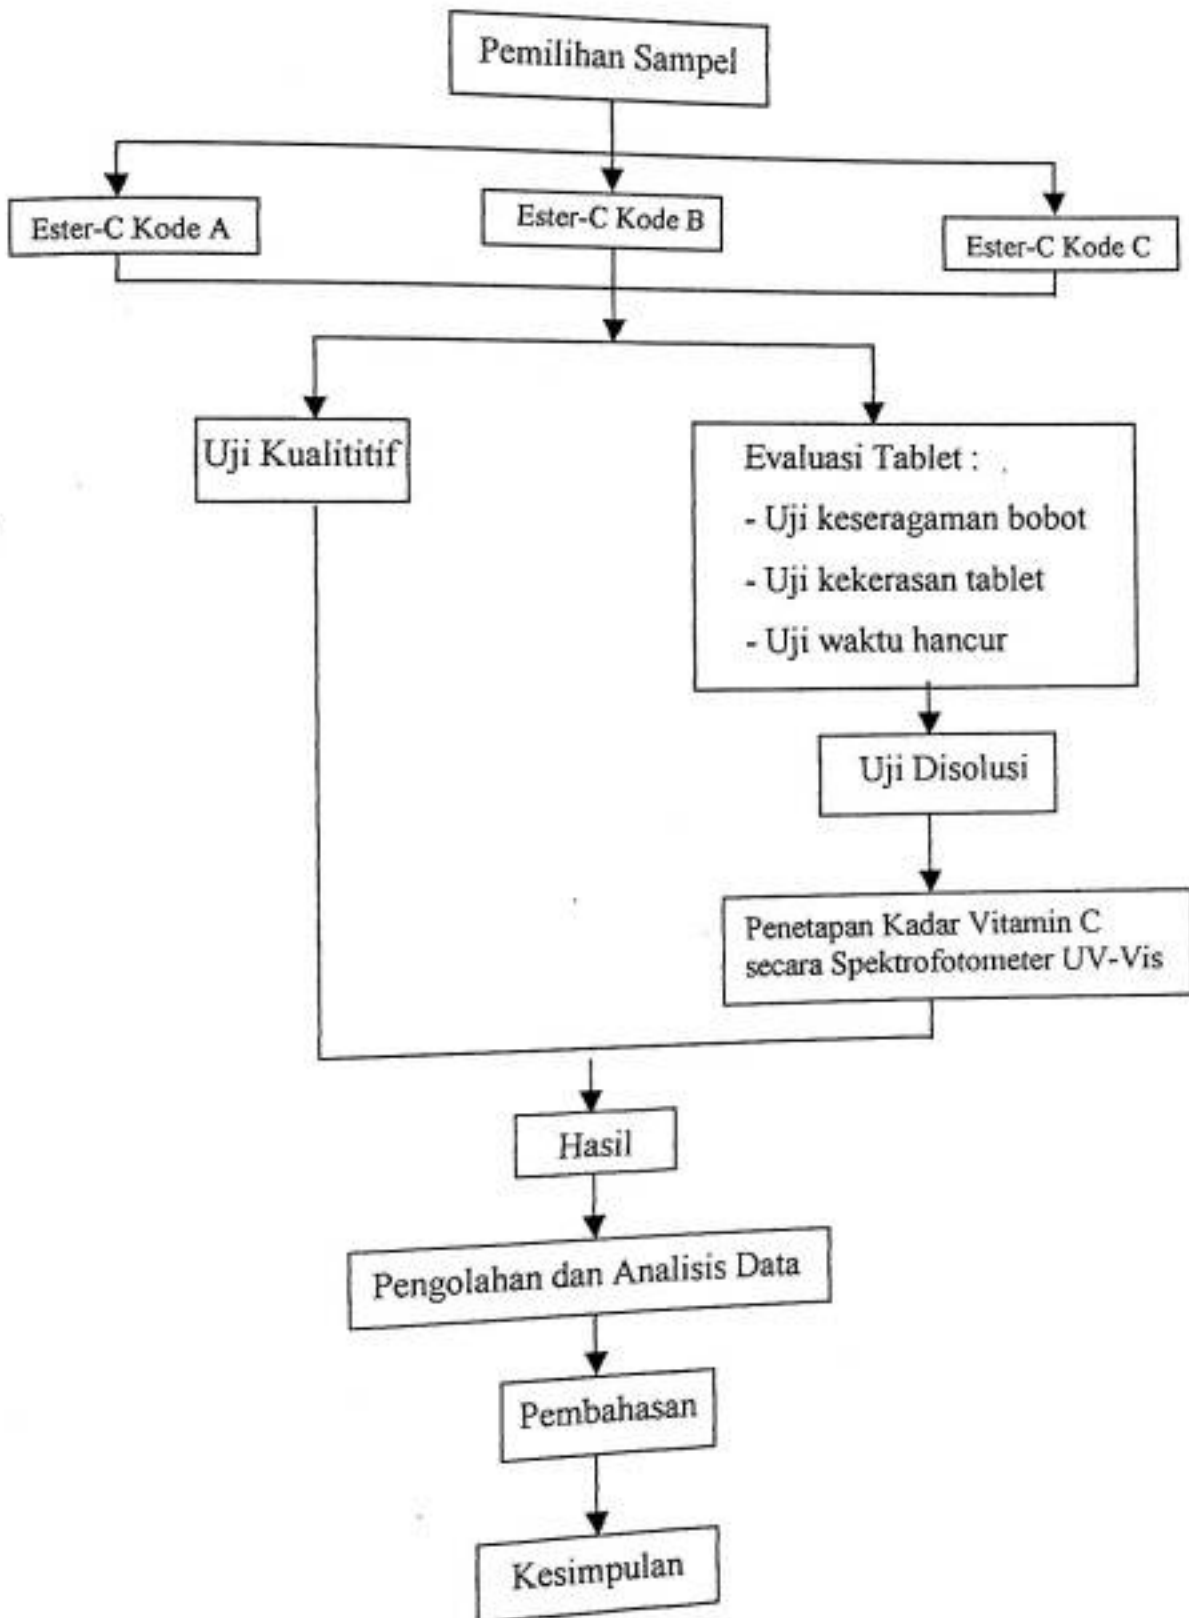 Pemilihan Sampel
Ester-C Kode A
Ester-C Kode B
Ester-C Kode C
Uji Kualititif
Evaluasi Tablet :
- Uji keseragaman bobot
- Uji kekerasan tablet
- Uji waktu hancur
Uji Disolusi
Penetapan Kadar Vitamin C
secara Spektrofotometer UV-Vis
Hasil
Pengolahan dan Analisis Data
Pembahasan
Kesimpulan